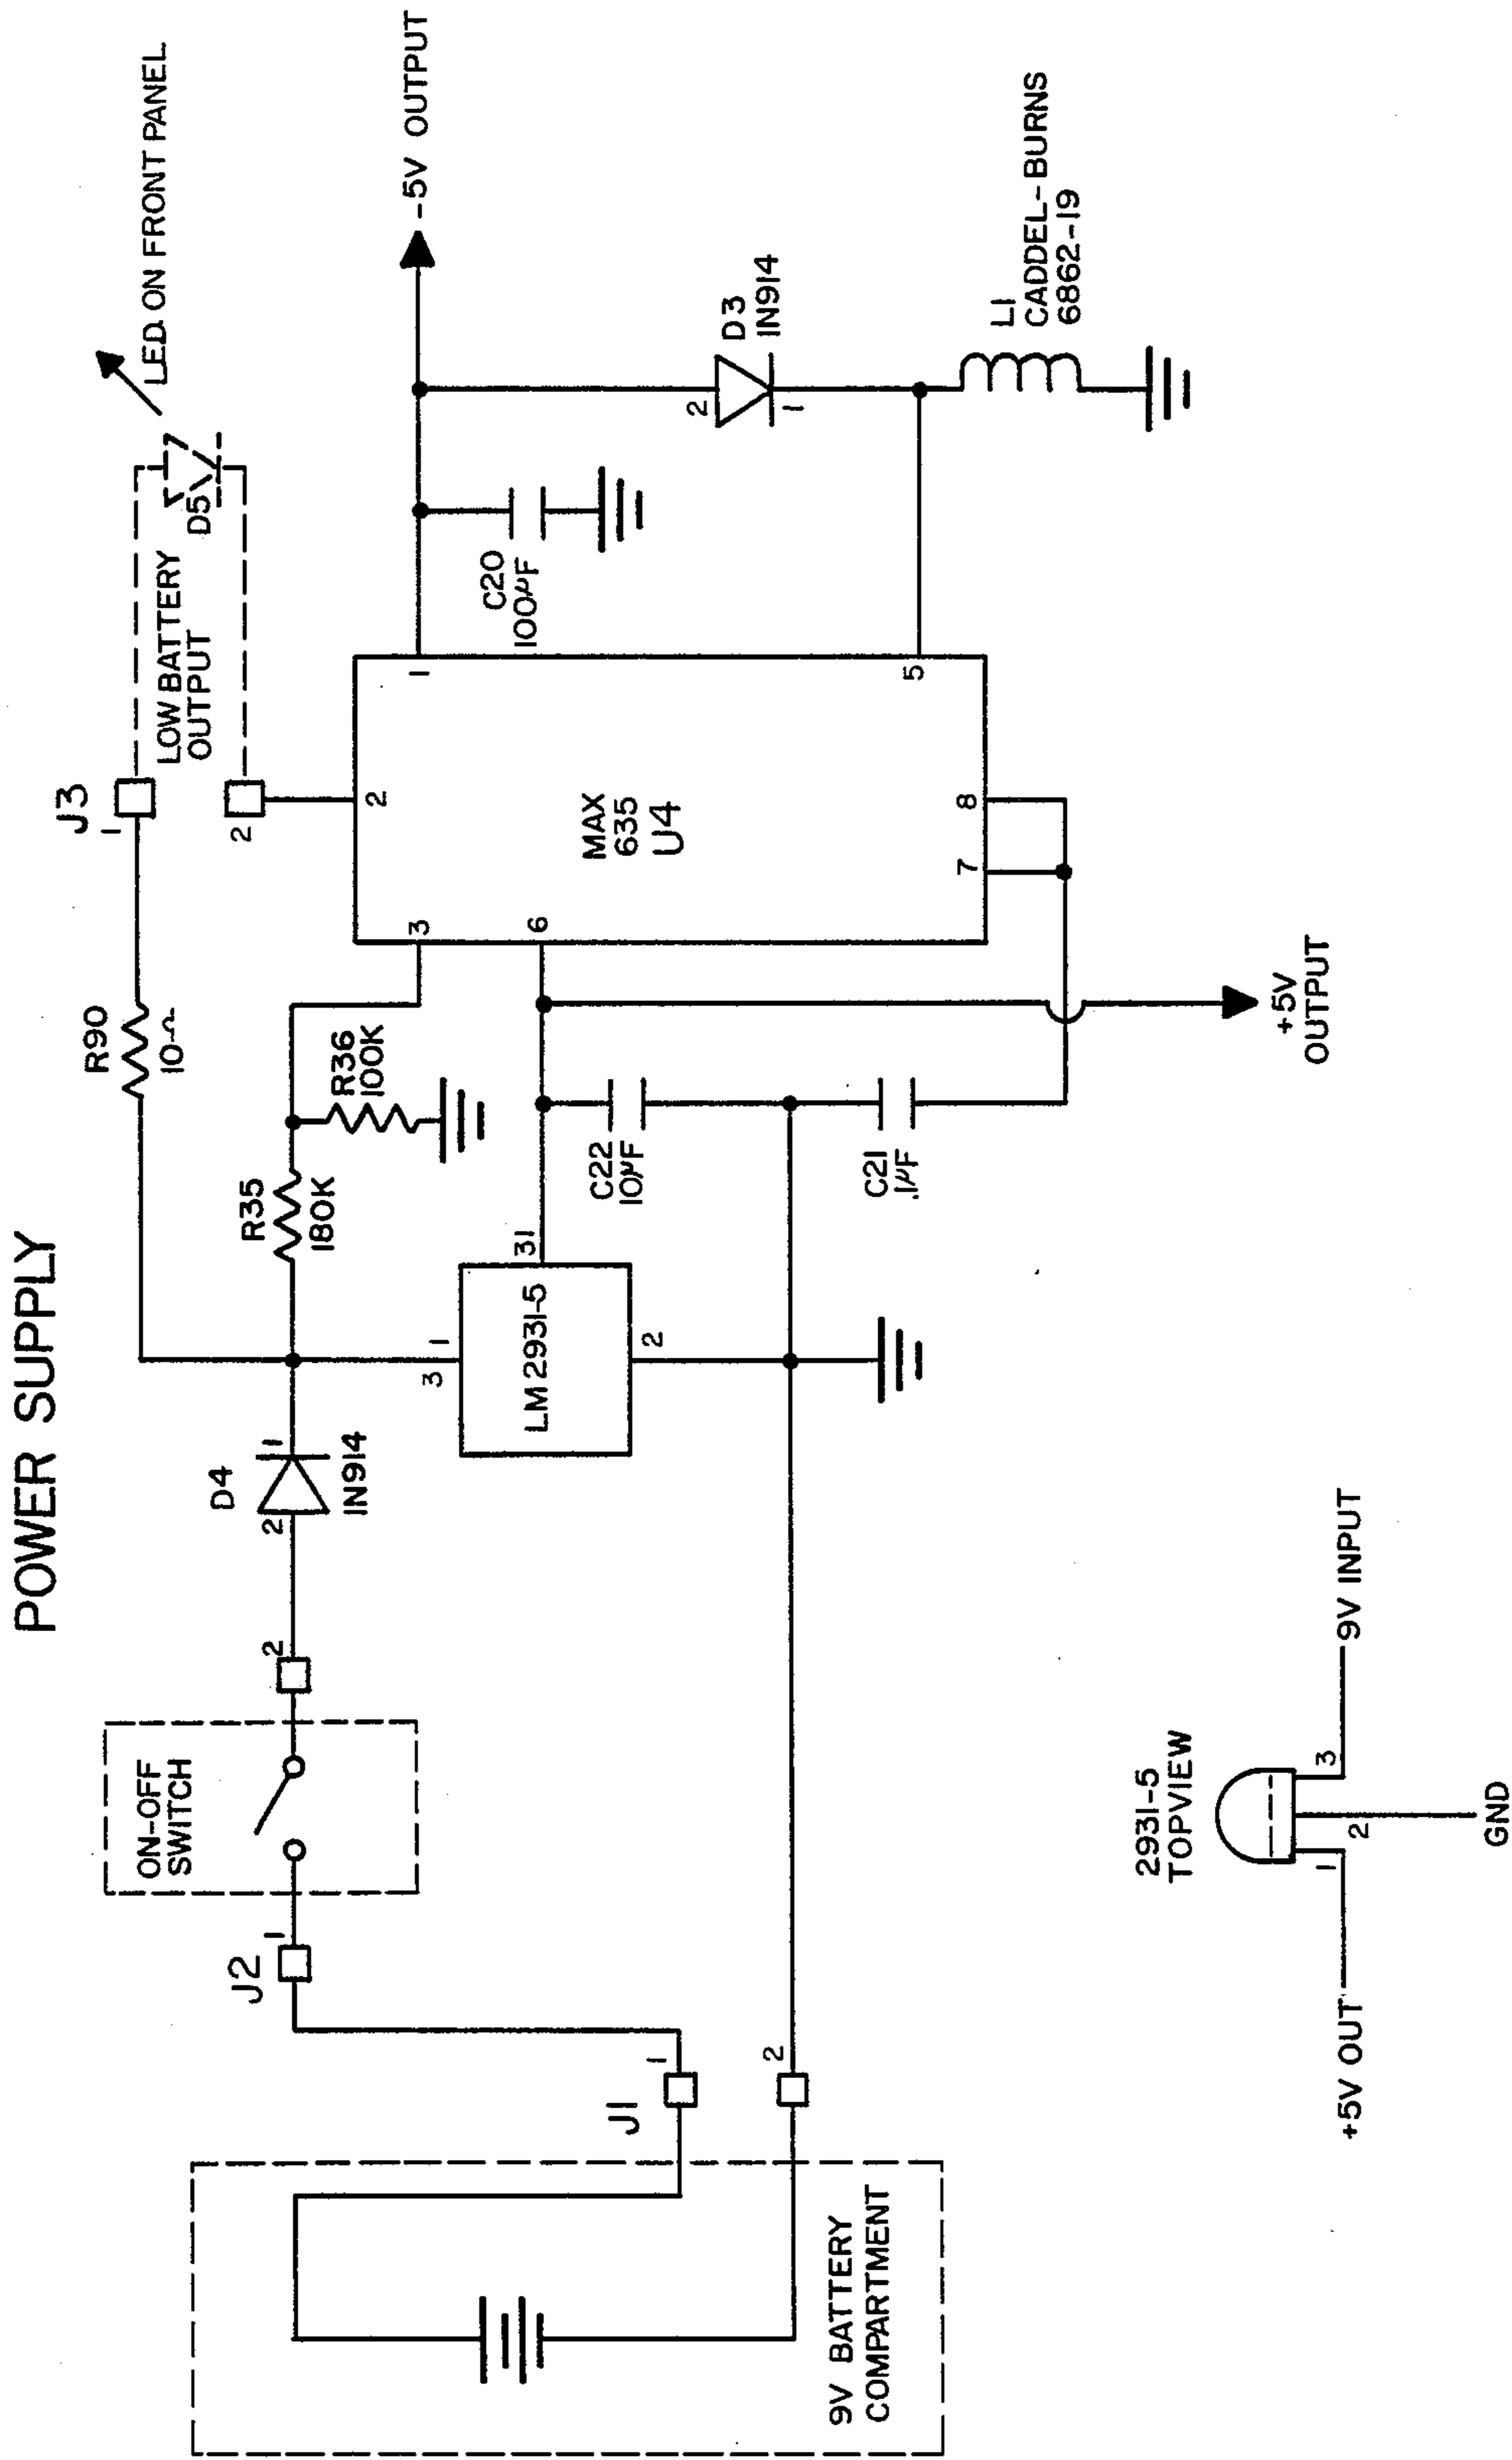 POWER SUPPLY
LED ON FRONT PANEL
J3
1
LOW BATTERY
OUTPUT
D5
2
R90
10Ω
-5V OUTPUT
ON-OFF
SWITCH
J2
1
2
D4
2
1
1N914
R35
180K
R36
100K
3
2
1
C20
100µF
D3
1N914
2
1
MAX
635
U4
6
5
7
8
L1
CADDEL-BURNS
6862-19
3
1
LM2931-5
31
2
C22
10µF
C21
.1µF
+5V
OUTPUT
J1
1
2
9V BATTERY
COMPARTMENT
2931-5
TOPVIEW
1
2
3
+5V OUT
GND
9V INPUT